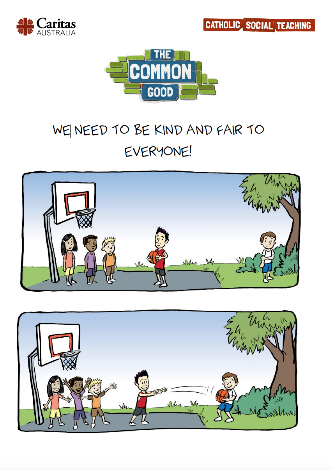 Caritas
AUSTRALIA
CATHOLIC SOCIAL TEACHING
THE
COMMON
GOOD
WE NEED TO BE KIND AND FAIR TO
EVERYONE!